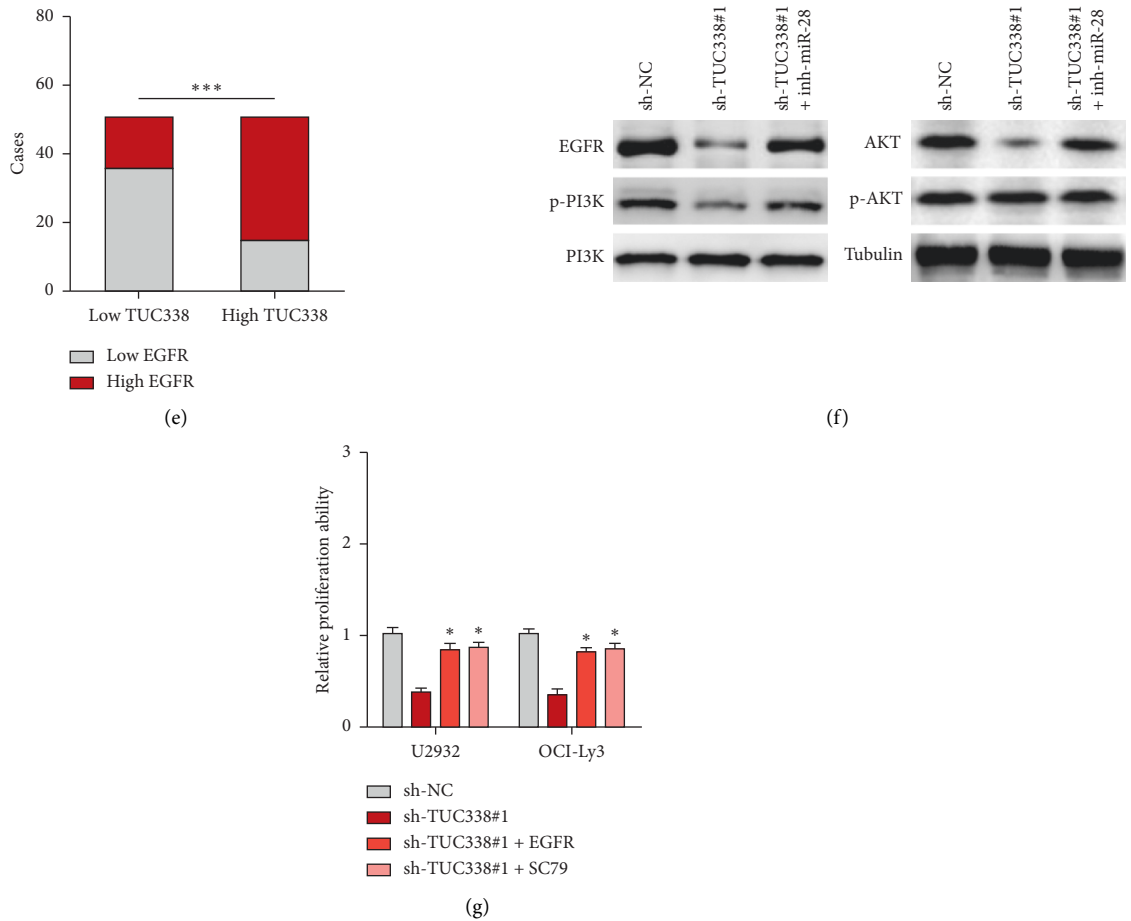 80
60
40
20
0
Cases
***
Low TUC338
High TUC338
Low EGFR
High EGFR
(e)
sh-NC
sh-TUC338#1
sh-TUC338#1
+ inh-miR-28
EGFR
p-PI3K
PI3K
sh-NC
sh-TUC338#1
sh-TUC338#1
+ inh-miR-28
AKT
p-AKT
Tubulin
(f)
3
2
1
0
Relative proliferation ability
* *
* *
U2932
OCI-Ly3
sh-NC
sh-TUC338#1
sh-TUC338#1 + EGFR
sh-TUC338#1 + SC79
(g)